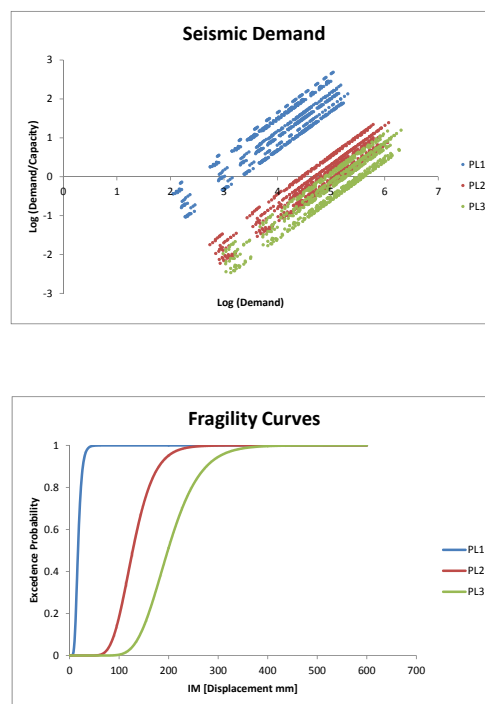 Seismic Demand
3
2
1
0
-1
-2
-3
0 1 2 3 4 5 6 7
Log (Demand/Capacity)
Log (Demand)
PL1
PL2
PL3
Fragility Curves
1
0.8
0.6
0.4
0.2
0
0 100 200 300 400 500 600 700
Excedence Probability
IM [Displacement mm]
PL1
PL2
PL3